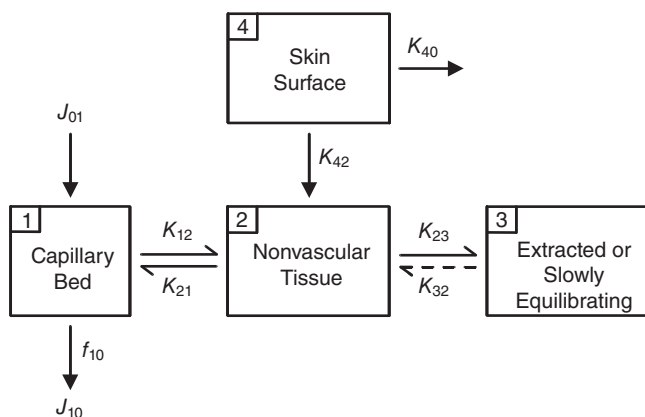 4
Skin
Surface
K40
J01
K42
1
Capillary
Bed
K12
K21
2
Nonvascular
Tissue
K23
K32
3
Extracted or
Slowly
Equilibrating
f10
J10